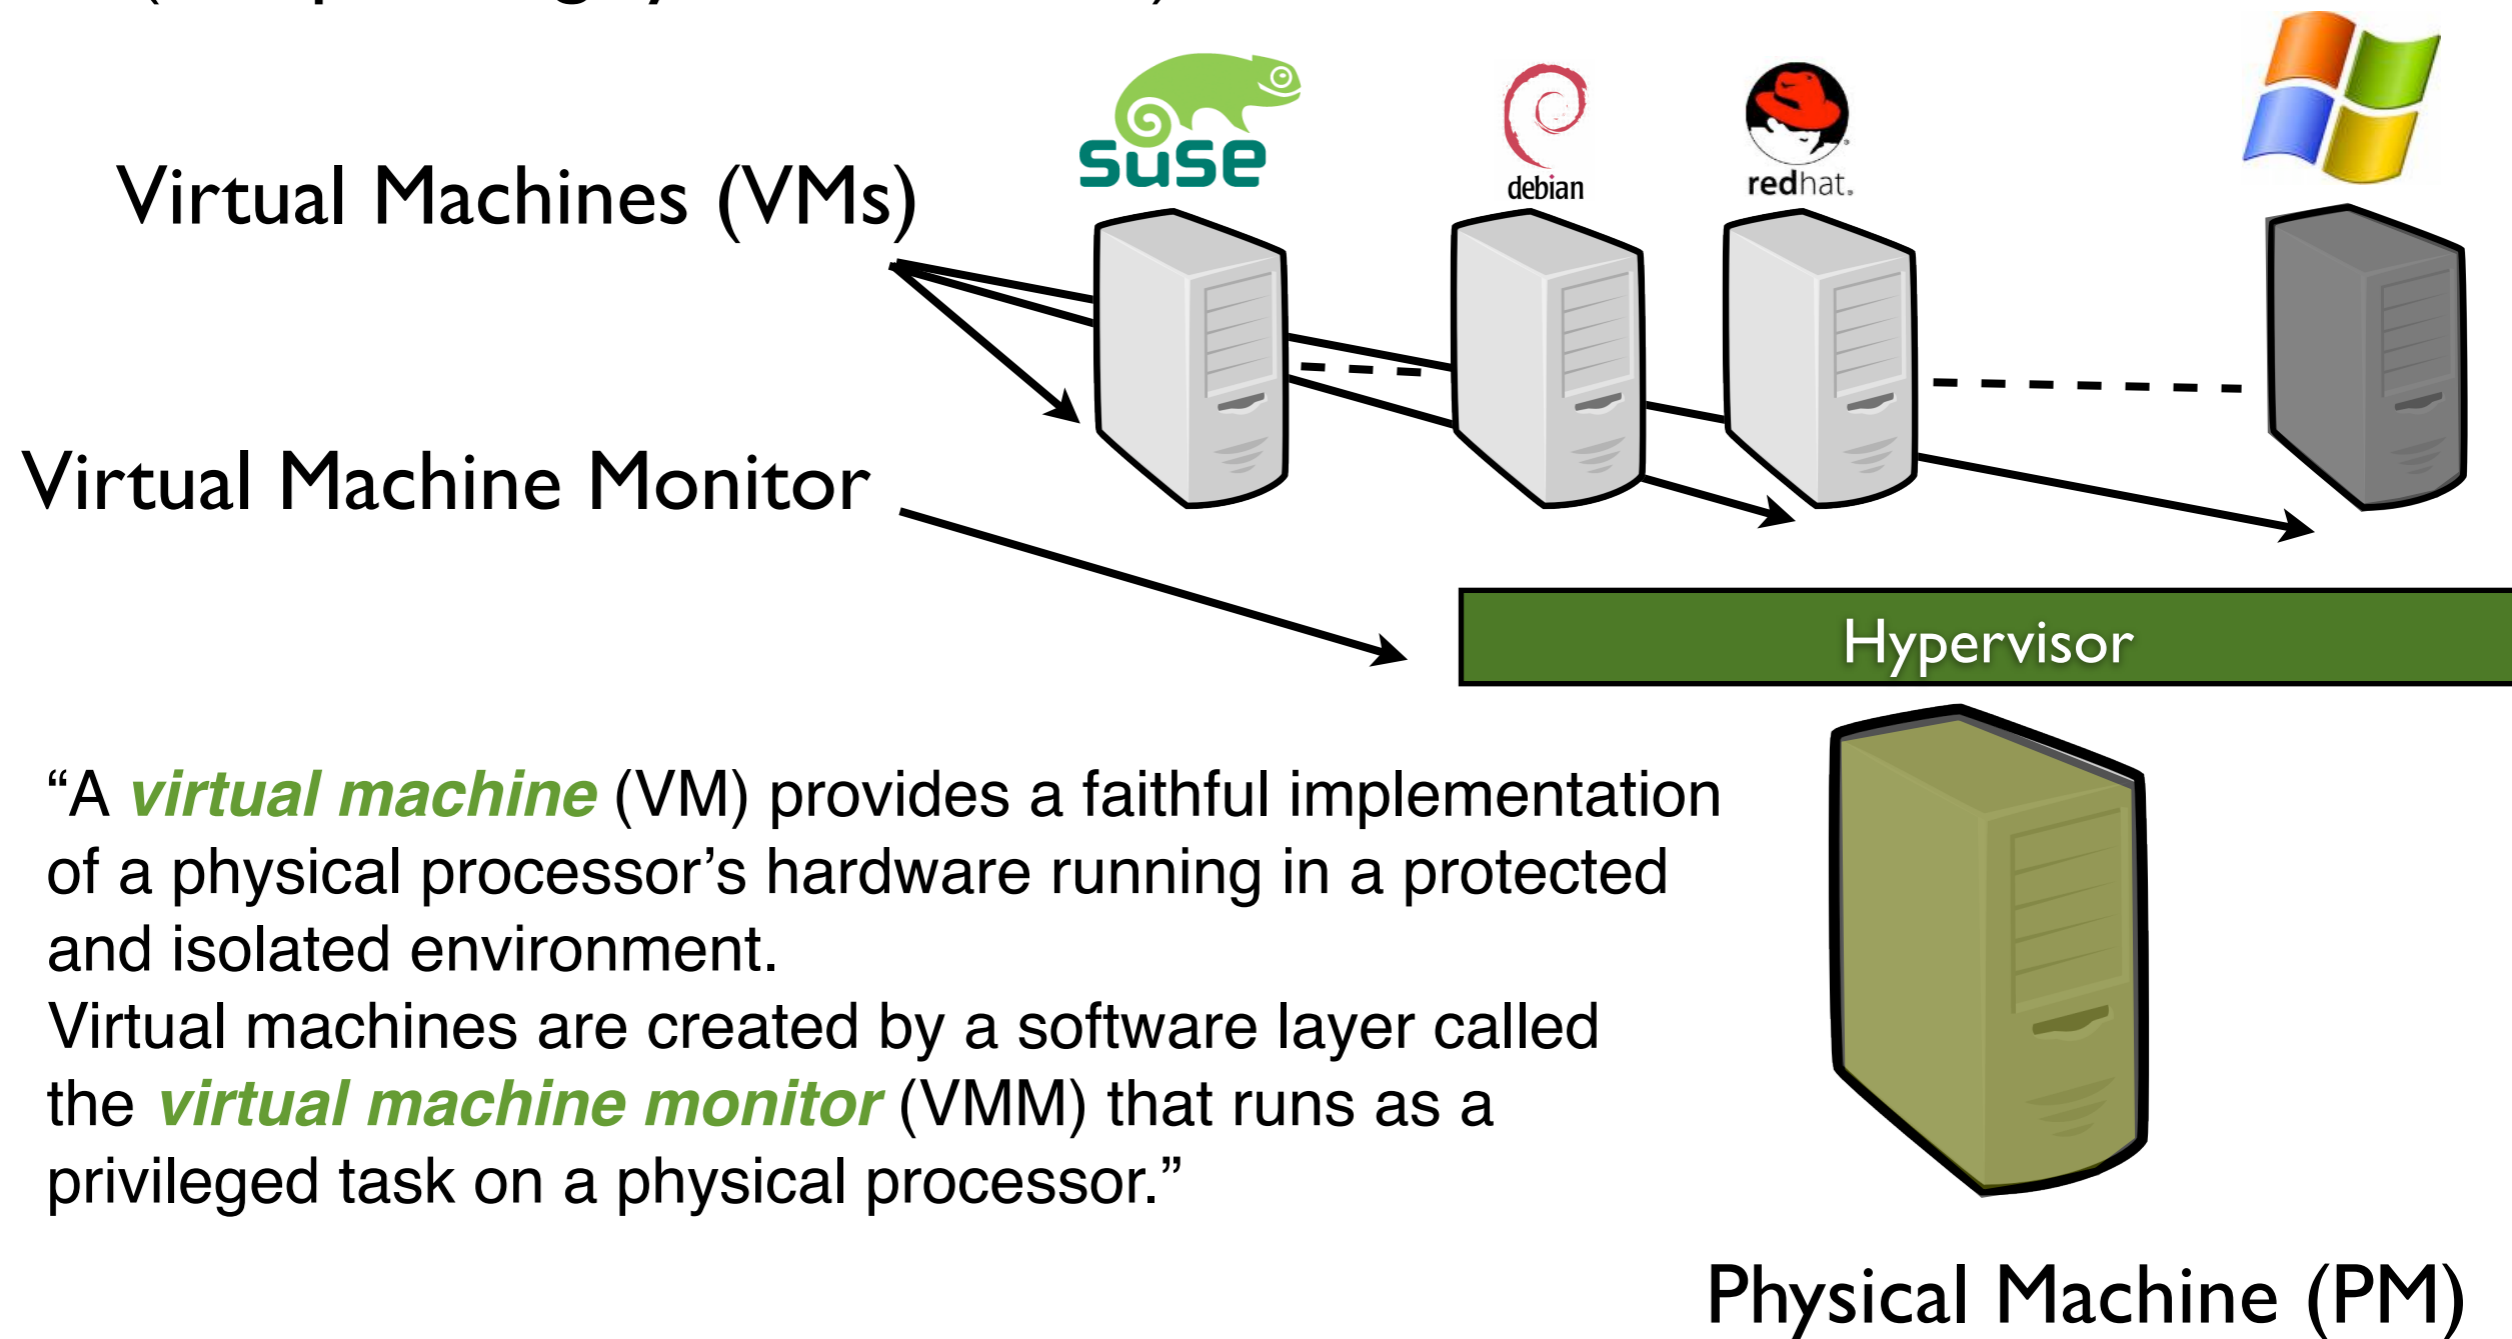 Virtual Machines (VMs)
suse
debian
redhat.
Virtual Machine Monitor
Hypervisor
“A virtual machine (VM) provides a faithful implementation
of a physical processor’s hardware running in a protected
and isolated environment.
Virtual machines are created by a software layer called
the virtual machine monitor (VMM) that runs as a
privileged task on a physical processor.”
Physical Machine (PM)